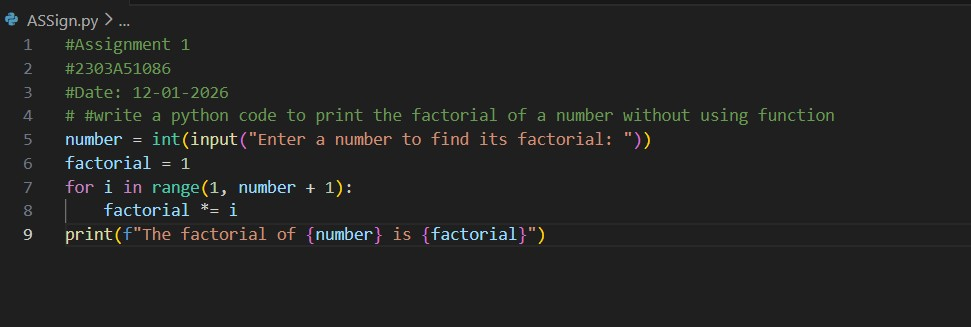 ASSign.py > ...
1 #Assignment 1
2 #2303A51086
3 #Date: 12-01-2026
4 # #write a python code to print the factorial of a number without using function
5 number = int(input("Enter a number to find its factorial: "))
6 factorial = 1
7 for i in range(1, number + 1):
8     factorial *= i
9 print(f"The factorial of {number} is {factorial}")